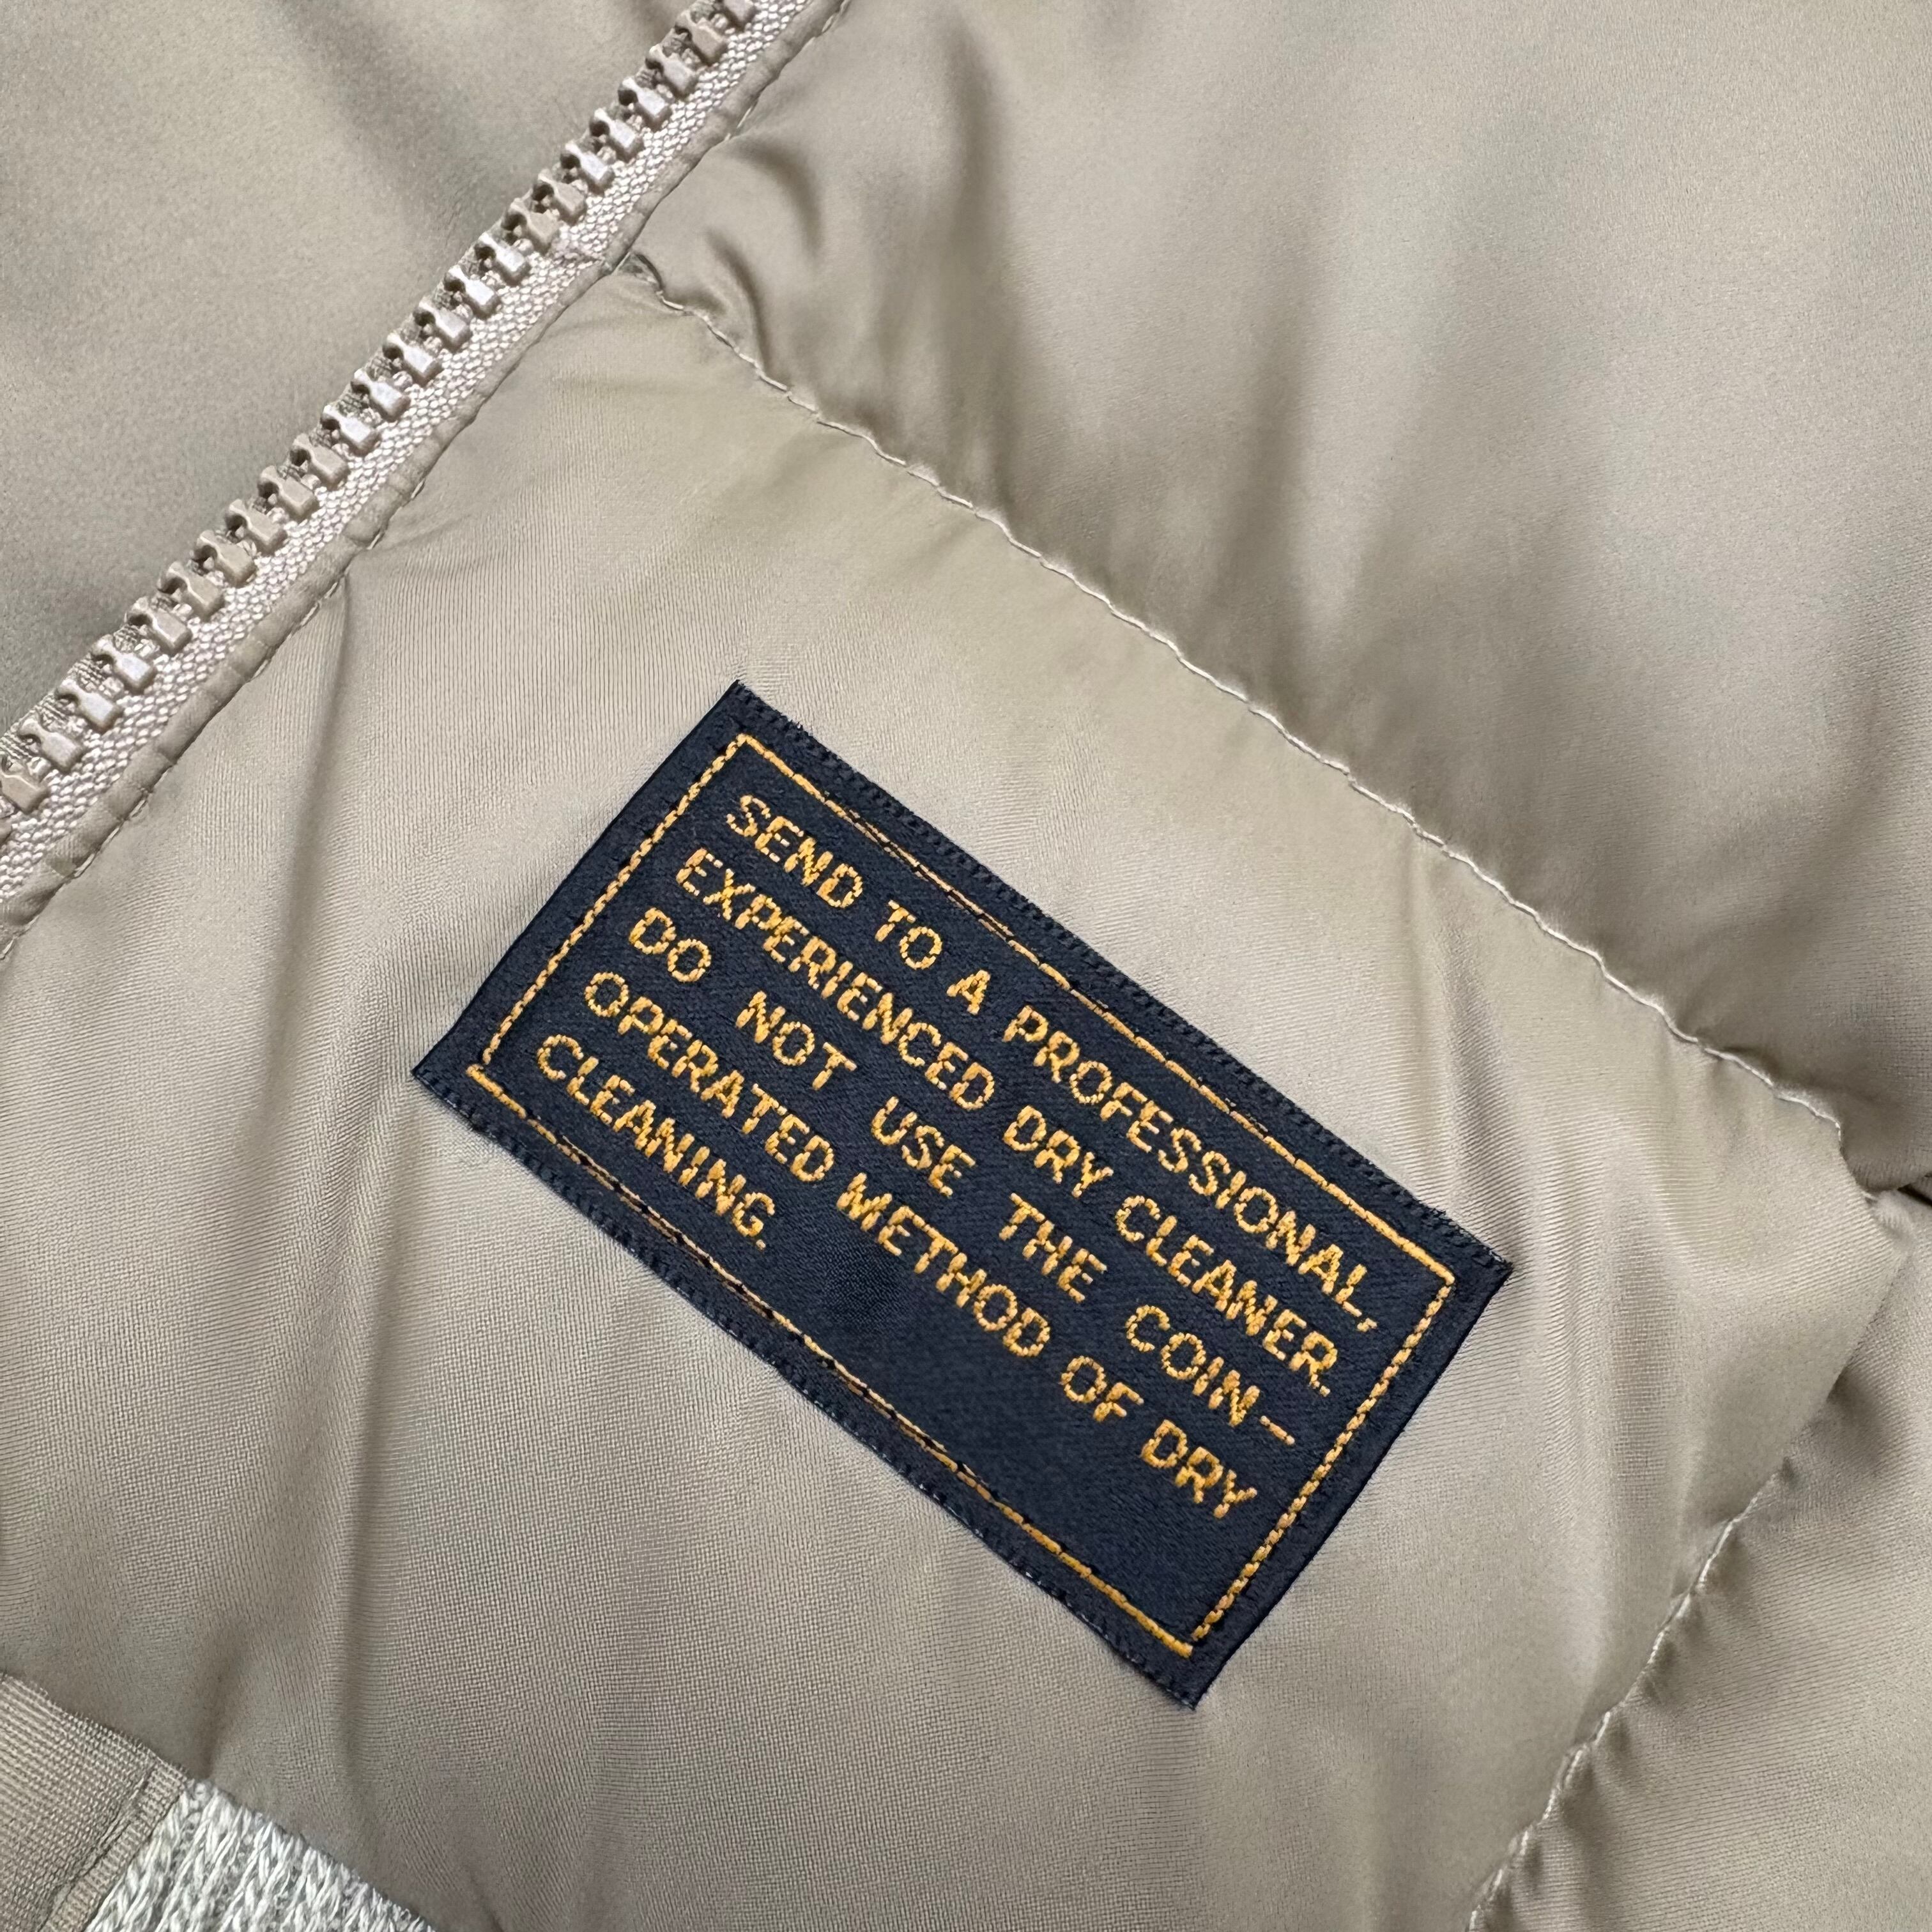 SEND TO A PROFESSIONAL,
EXPERIENCED DRY CLEANER.
DO NOT USE THE COIN-
OPERATED METHOD OF DRY
CLEANING.